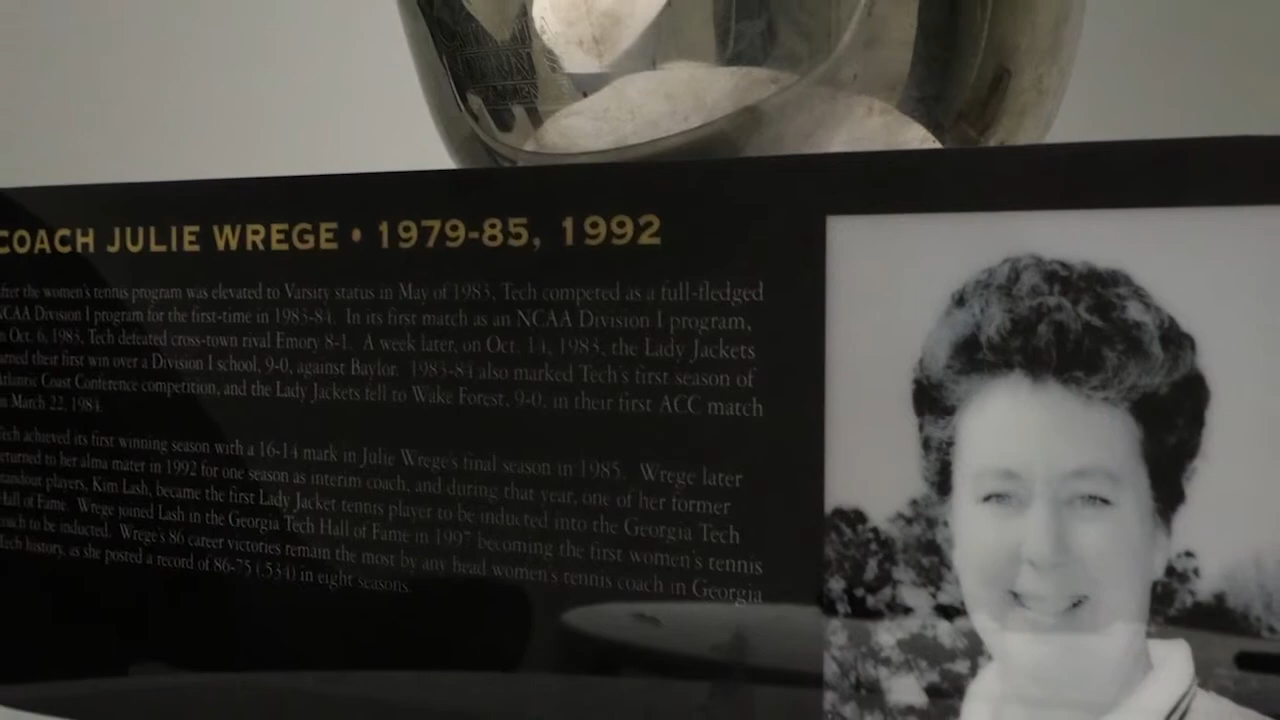 COACH JULIE WREGE • 1979-85, 1992
fter the women's tennis program was elevated to Varsity status in May of 1983, Tech competed as a full-fledged
NCAA Division I program for the first-time in 1983-84. In its first match as an NCAA Division I program,
n Oct. 6, 1983, Tech defeated cross-town rival Emory 8-1. A week later, on Oct. 14, 1983, the Lady Jackets
arned their first win over a Division I school, 9-0, against Baylor. 1983-84 also marked Tech's first season of
Atlantic Coast Conference competition, and the Lady Jackets fell to Wake Forest, 9-0, in their first ACC match
n March 22, 1984.
Tech achieved its first winning season with a 16-14 mark in Julie Wrege's final season in 1985. Wrege later
eturned to her alma mater in 1992 for one season as interim coach, and during that year, one of her former
tandout players, Kim Lash, became the first Lady Jacket tennis player to be inducted into the Georgia Tech
Hall of Fame. Wrege joined Lash in the Georgia Tech Hall of Fame in 1997 becoming the first women's tennis
oach to be inducted. Wrege's 86 career victories remain the most by any head women's tennis coach in Georgia
Tech history, as she posted a record of 86-75 (.534) in eight seasons.